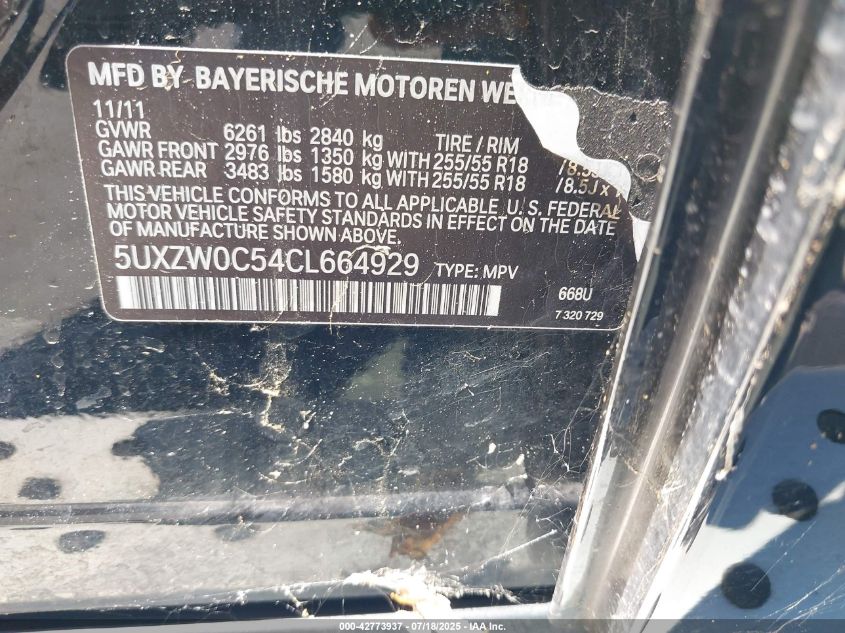 MFD BY BAYERISCHE MOTOREN WE
11/11
GVWR 6261 lbs 2840 kg TIRE / RIM
GAWR FRONT 2976 lbs 1350 kg WITH 255/55 R18
GAWR REAR 3483 lbs 1580 kg WITH 255/55 R18 /8.5J x
THIS VEHICLE CONFORMS TO ALL APPLICABLE U. S. FEDERAL
MOTOR VEHICLE SAFETY STANDARDS IN EFFECT ON THE DATE
OF MANUFACTURE SHOWN ABOVE.
5UXZW0C54CL664929 TYPE: MPV
668U
7 320 729
000-42773937 - 07/18/2025 - IAA, Inc.